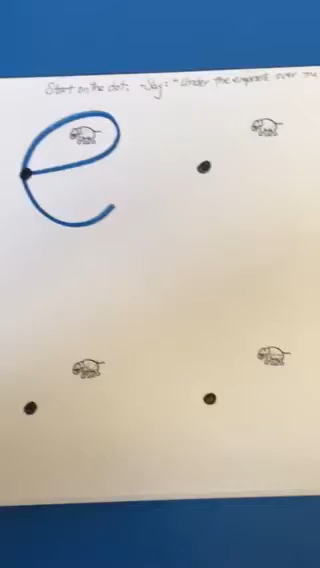 Start on the dot. Say: "Under the elephant over the
e